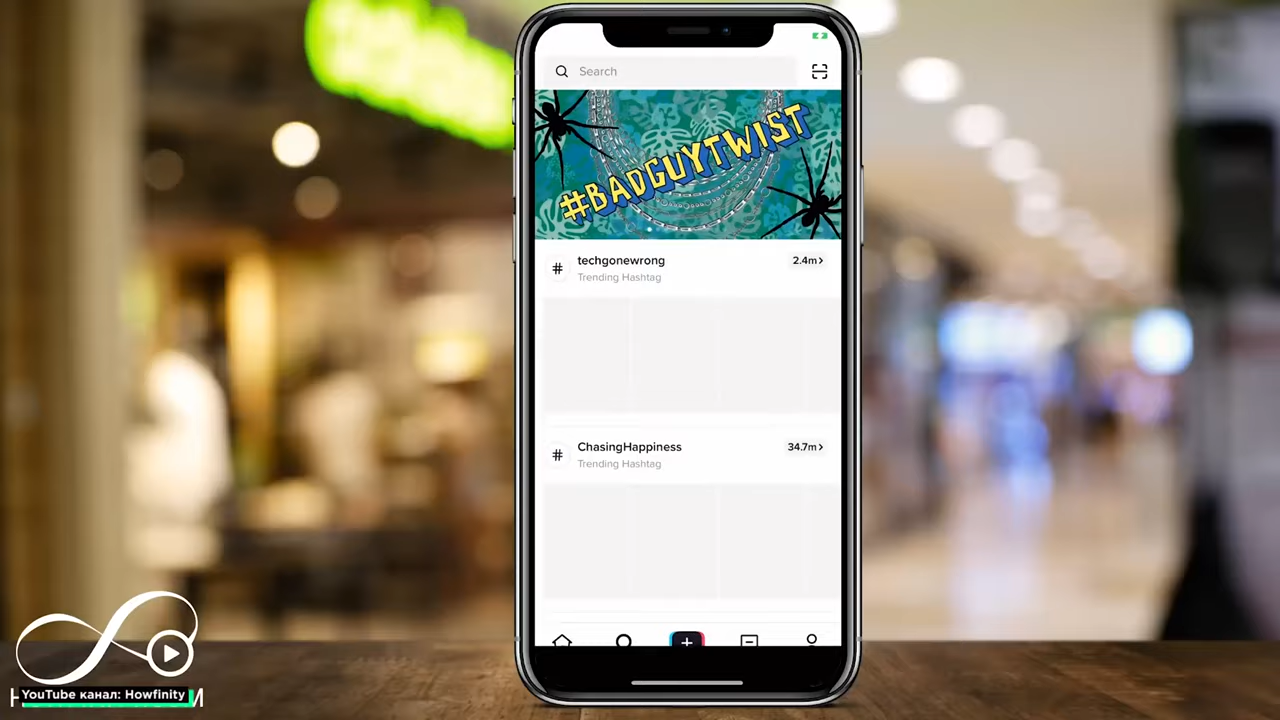 Search
#BADGUYTWIST
# techgonewrong 2.4m>
Trending Hashtag
# ChasingHappiness 34.7m>
Trending Hashtag
YouTube канал: Howfinity